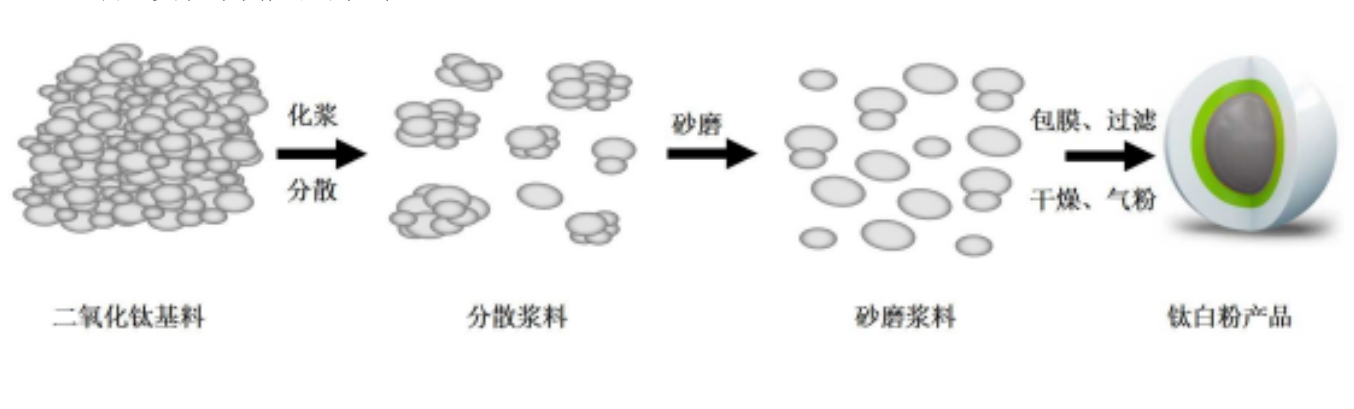 化浆
分散
砂磨
包膜、过滤
干燥、气粉
二氧化钛基料
分散浆料
砂磨浆料
钛白粉产品